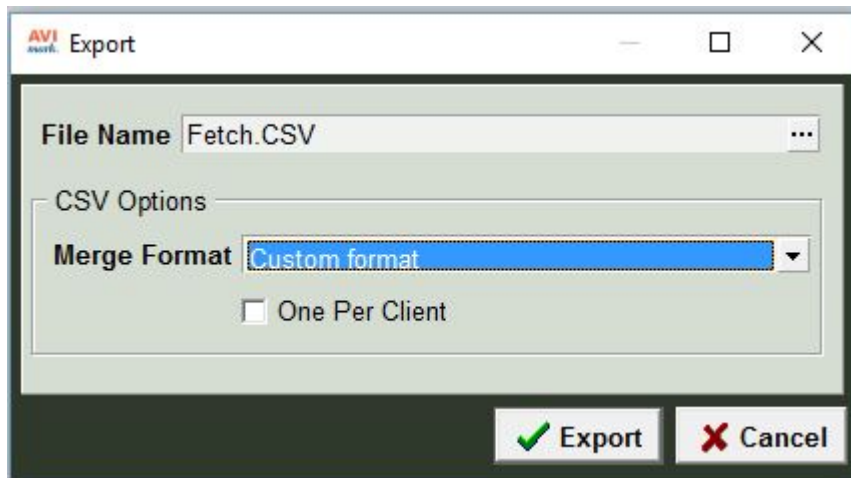 AVI
mark.
Export
File Name Fetch.CSV ...
CSV Options
Merge Format Custom format
One Per Client
Export Cancel